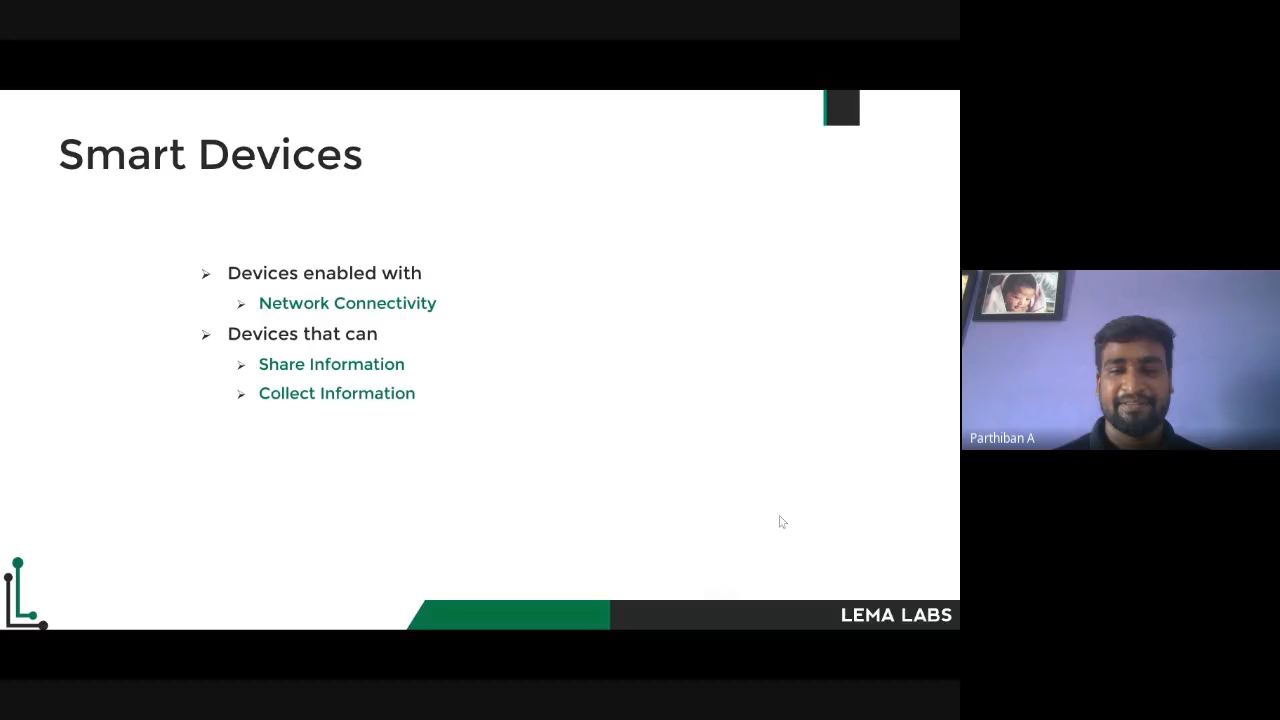 Smart Devices
Devices enabled with
Network Connectivity
Devices that can
Share Information
Collect Information
LEMA LABS
Parthiban A